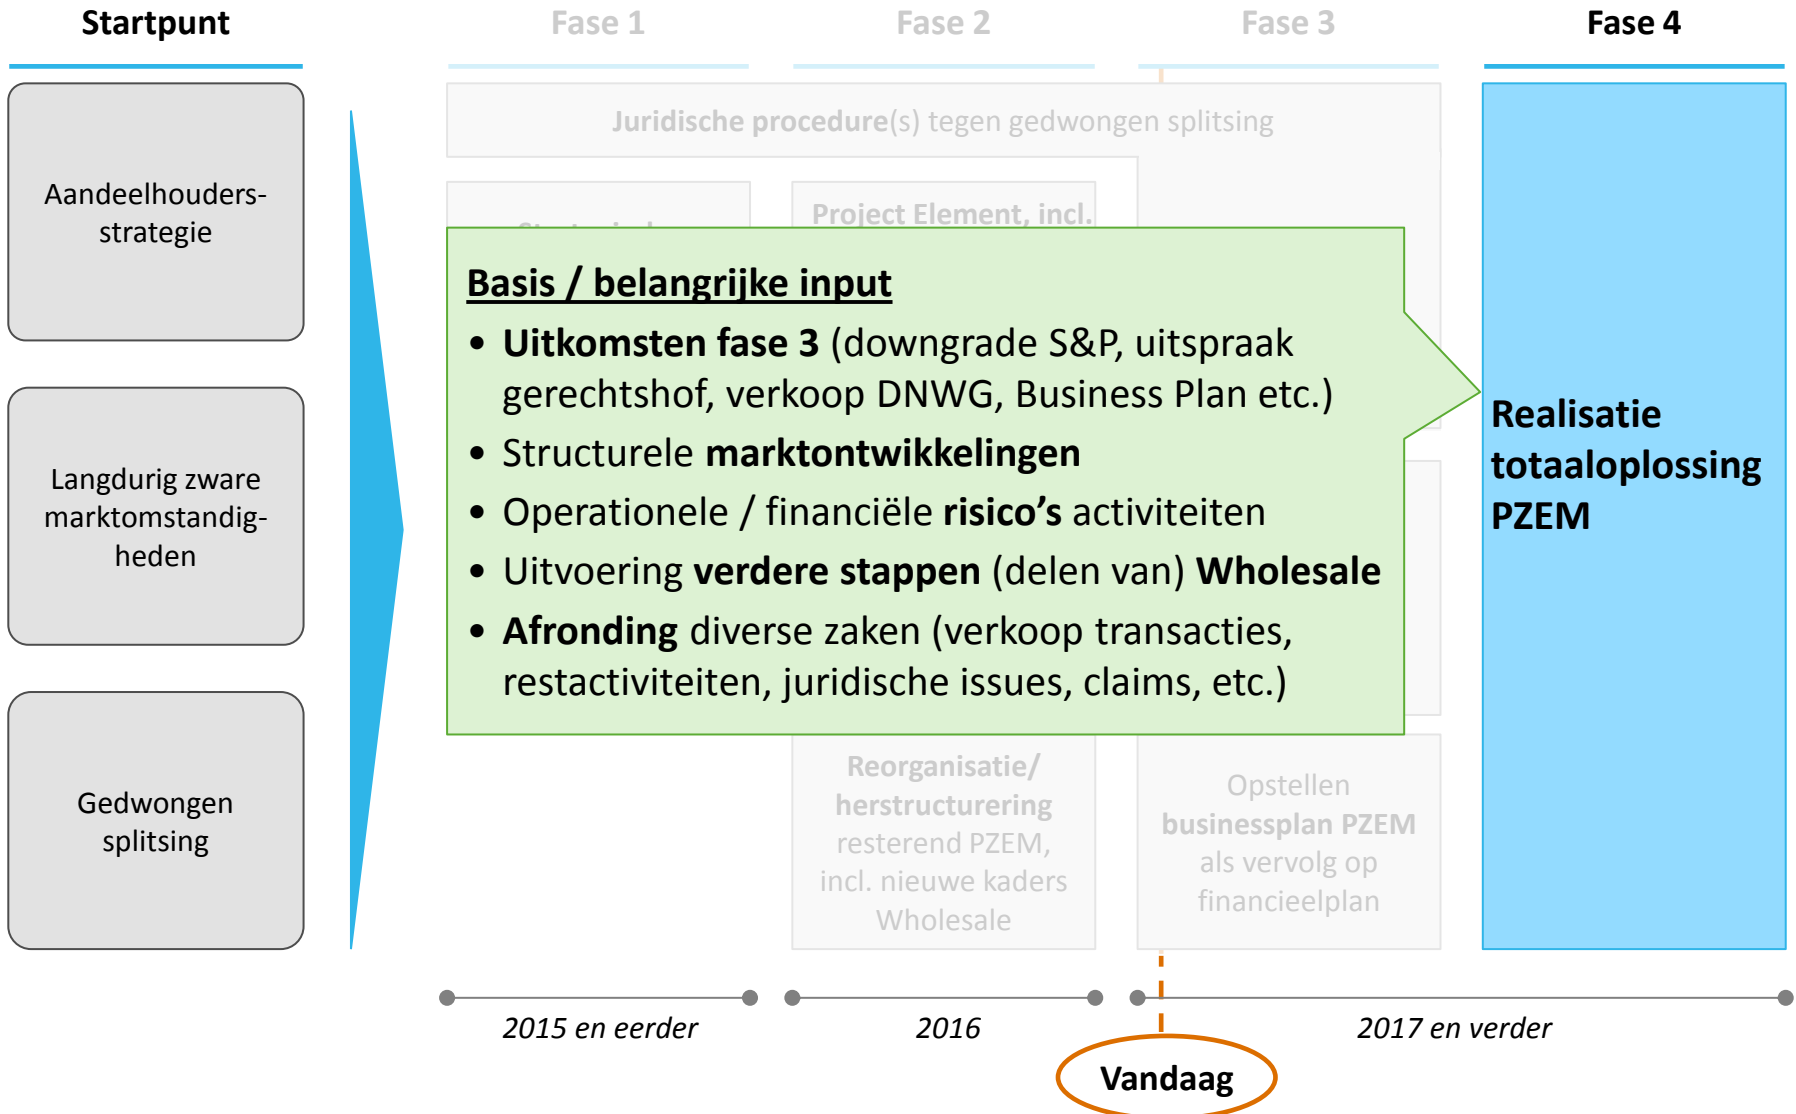 Startpunt
Fase 1
Fase 2
Fase 3
Fase 4
Aandeelhouders-
strategie
Langdurig zware
marktomstandig-
heden
Gedwongen
splitsing
Juridische procedure(s) tegen gedwongen splitsing
Project Element, incl.
Basis / belangrijke input
• Uitkomsten fase 3 (downgrade S&P, uitspraak
gerechtshof, verkoop DNWG, Business Plan etc.)
• Structurele marktontwikkelingen
• Operationele / financiële risico’s activiteiten
• Uitvoering verdere stappen (delen van) Wholesale
• Afronding diverse zaken (verkoop transacties,
restactiviteiten, juridische issues, claims, etc.)
Reorganisatie/
herstructurering
resterend PZEM,
incl. nieuwe kaders
Wholesale
Opstellen
businessplan PZEM
als vervolg op
financieelplan
Realisatie
totaaloplossing
PZEM
2015 en eerder
2016
2017 en verder
Vandaag